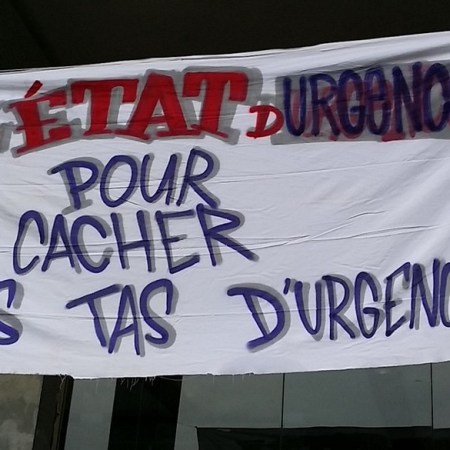 ÉTAT D'URGENC
POUR
CACHER
S TAS D'URGENC